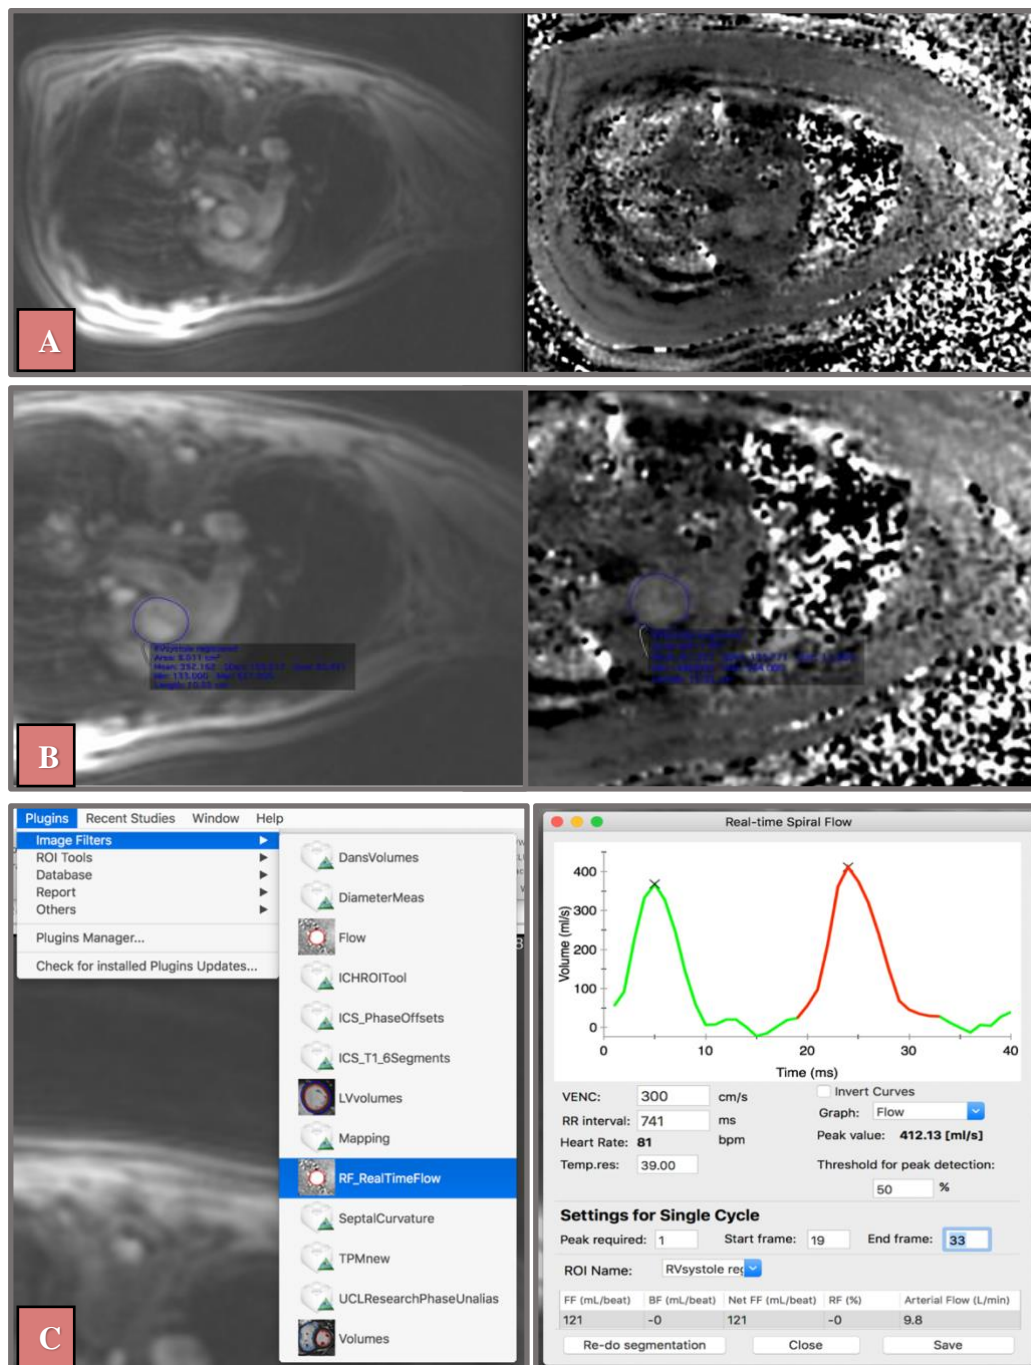 A
RVsystole registered
B
Plugins Recent Studies Window Help
Image Filters
ROI Tools
Database
Report
Others
Plugins Manager...
Check for installed Plugins Updates...
DansVolumes
DiameterMeas
Flow
ICHROITool
ICS_PhaseOffsets
ICS_T1_6Segments
LVvolumes
Mapping
RF_RealTimeFlow
SeptalCurvature
TPMnew
UCLResearchPhaseUnalias
Volumes
C
Real-time Spiral Flow
Volume (ml/s)
400
300
200
100
0
0 10 20 30 40
Time (ms)
VENC: 300 cm/s Invert Curves
RR interval: 741 ms Graph: Flow
Heart Rate: 81 bpm Peak value: 412.13 [ml/s]
Temp.res: 39.00 Threshold for peak detection:
50 %
Settings for Single Cycle
Peak required: 1 Start frame: 19 End frame: 33
ROI Name: RVsystole reg
FF (mL/beat) BF (mL/beat) Net FF (mL/beat) RF (%) Arterial Flow (L/min)
121 -0 121 -0 9.8
Re-do segmentation Close Save